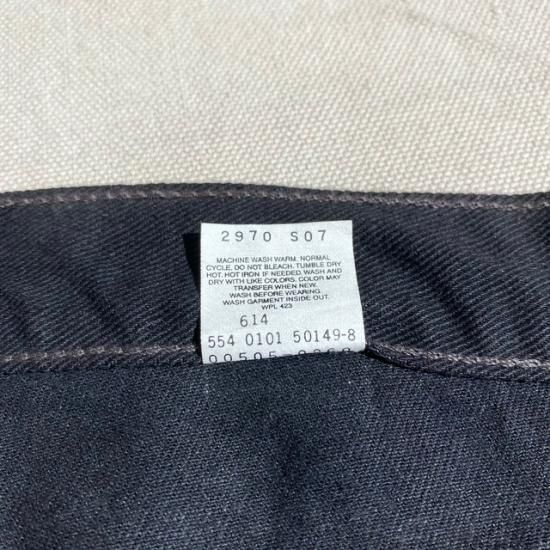 2970 S07
MACHINE WASH WARM. NORMAL
CYCLE. DO NOT BLEACH. TUMBLE DRY
HOT. HOT IRON IF NEEDED. WASH AND
DRY WITH LIKE COLORS. COLOR MAY
TRANSFER WHEN NEW.
WASH BEFORE WEARING.
WASH GARMENT INSIDE OUT.
WPL 423
614
554 0101 50149-8